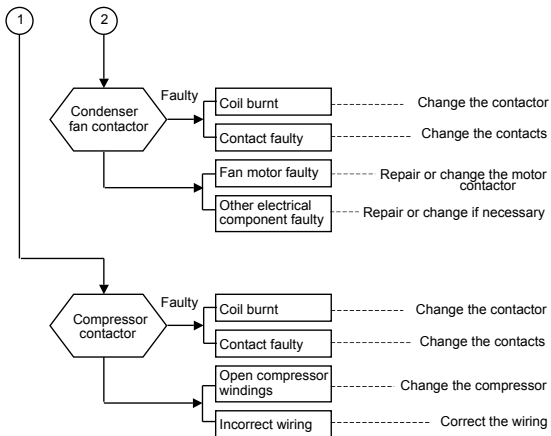 1
2
Condenser
fan contactor
Faulty
Coil burnt
Change the contactor
Contact faulty
Change the contacts
Fan motor faulty
Repair or change the motor
contactor
Other electrical
component faulty
Repair or change if necessary
Compressor
contactor
Faulty
Coil burnt
Change the contactor
Contact faulty
Change the contacts
Open compressor
windings
Change the compressor
Incorrect wiring
Correct the wiring